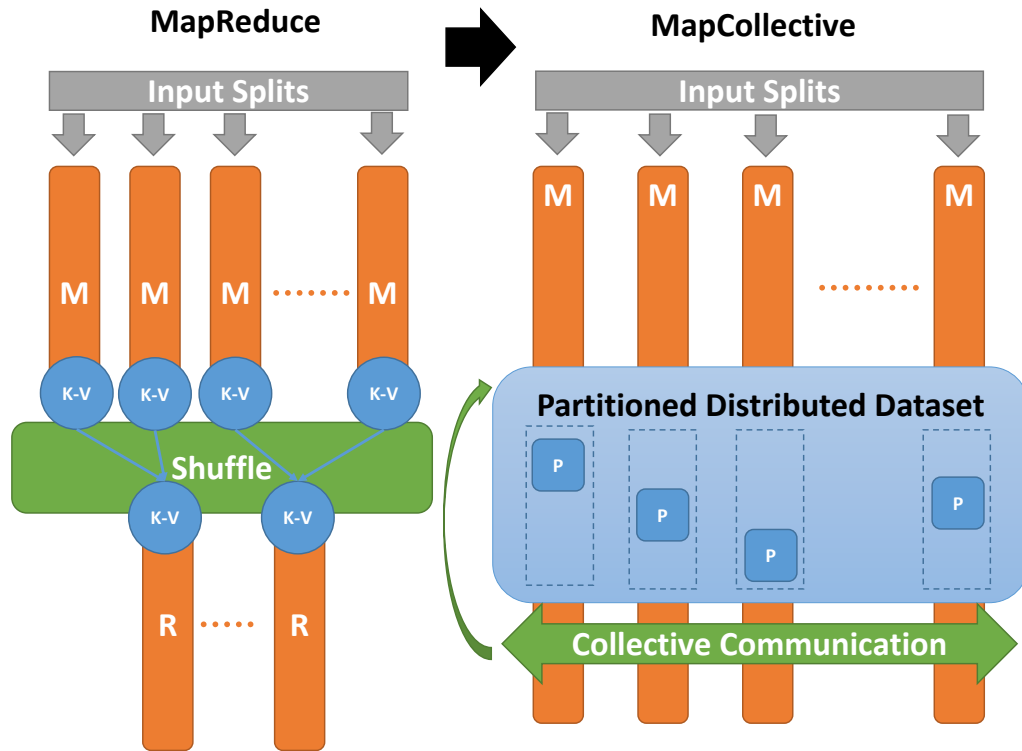 MapReduce
Input Splits
M M M M
K-V K-V K-V K-V
Shuffle
K-V K-V
R R
MapCollective
Input Splits
M M M M
Partitioned Distributed Dataset
P
P
P
P
Collective Communication